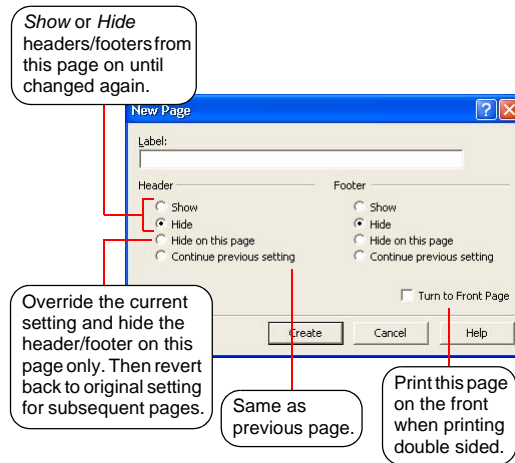 Show or Hide
headers/footers from
this page on until
changed again.
New Page
Label:
Header
Footer
Show
Show
Hide
Hide
Hide on this page
Hide on this page
Continue previous setting
Continue previous setting
Turn to Front Page
Create
Cancel
Help
Override the current
setting and hide the
header/footer on this
page only. Then revert
back to original setting
for subsequent pages.
Same as
previous page.
Print this page
on the front
when printing
double sided.